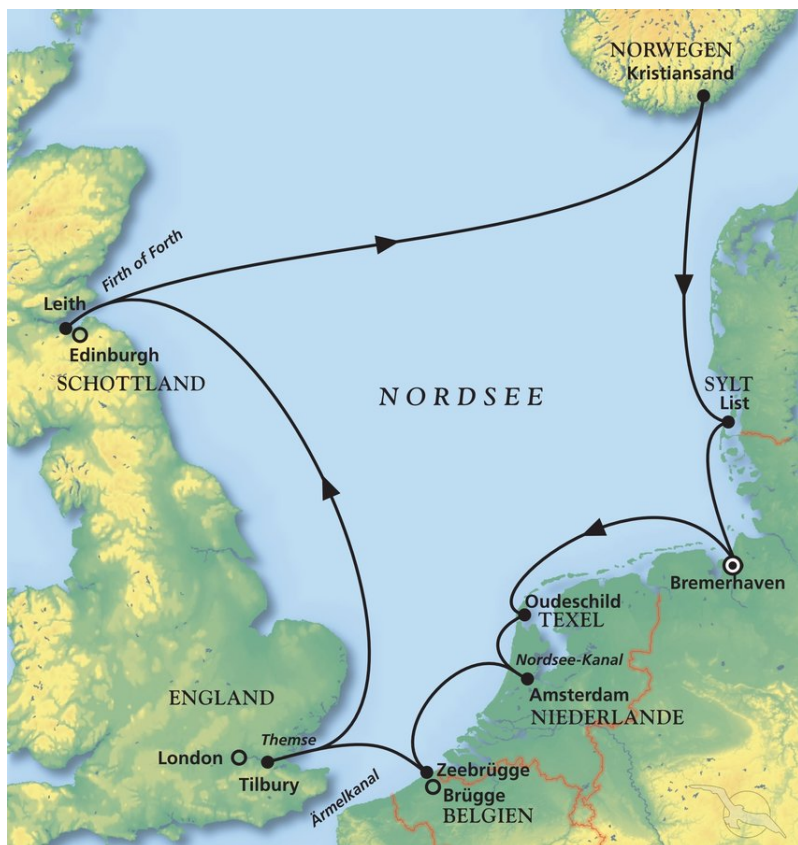 NORWEGEN
Kristiansand
Firth of Forth
Leith
Edinburgh
SCHOTTLAND
NORDSEE
SYLT
List
Bremerhaven
Oudeschild
TEXEL
Nordsee-Kanal
Amsterdam
NIEDERLANDE
ENGLAND
Themse
London
Tilbury
Ärmelkanal
Zeebrügge
Brügge
BELGIEN